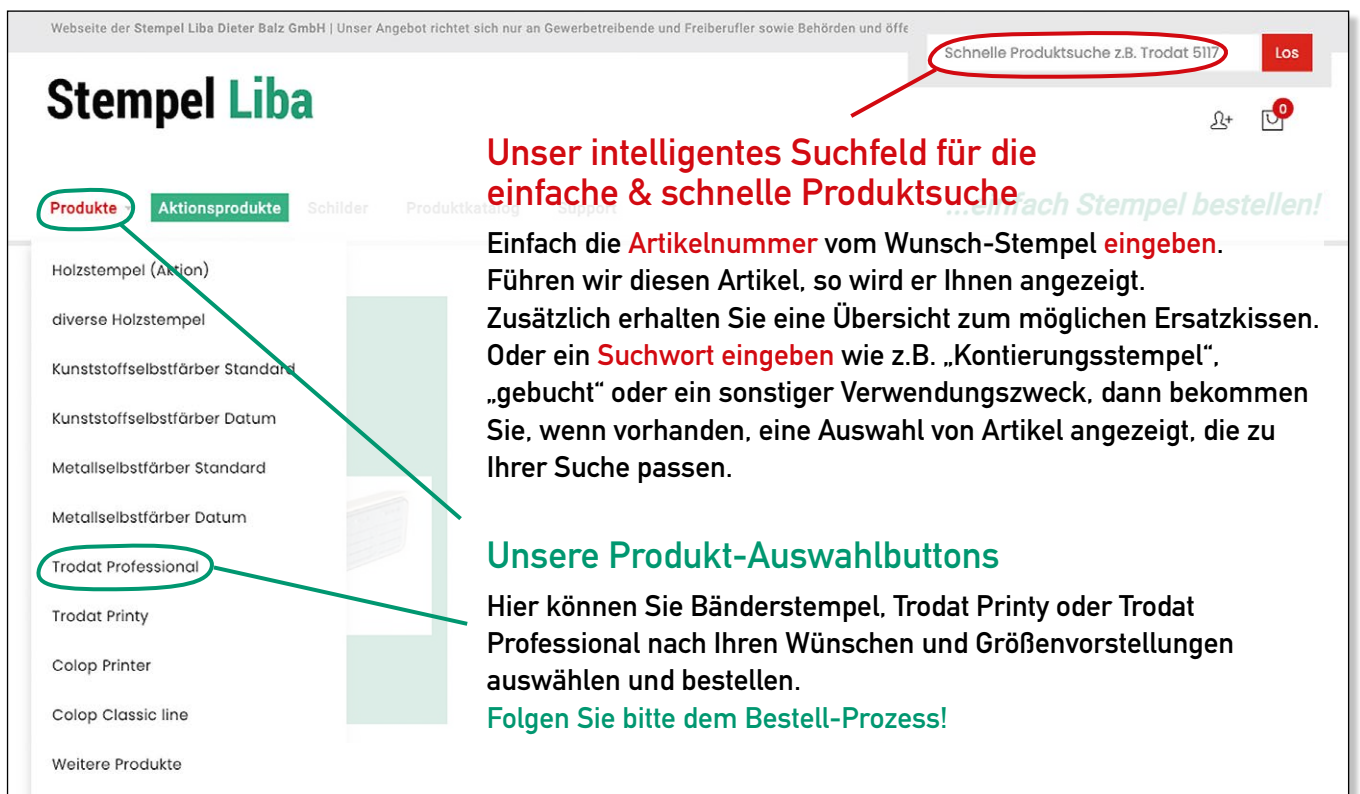 Webseite der Stempel Liba Dieter Balz GmbH | Unser Angebot richtet sich nur an Gewerbetreibende und Freiberufler sowie Behörden und öffe
Schnelle Produktsuche z.B. Trodat 5117
Los
Stempel Liba
0
Unser intelligentes Suchfeld für die
einfache & schnelle Produktsuche
Produkte
Aktionsprodukte
Schilder
Produktkatalog
Support
...einfach Stempel bestellen!
Einfach die Artikelnummer vom Wunsch-Stempel eingeben.
Führen wir diesen Artikel, so wird er Ihnen angezeigt.
Zusätzlich erhalten Sie eine Übersicht zum möglichen Ersatzkissen.
Oder ein Suchwort eingeben wie z.B. „Kontierungsstempel“,
„gebucht“ oder ein sonstiger Verwendungszweck, dann bekommen
Sie, wenn vorhanden, eine Auswahl von Artikel angezeigt, die zu
Ihrer Suche passen.
Holzstempel (Aktion)
diverse Holzstempel
Kunststoffselbstfärber Standard
Kunststoffselbstfärber Datum
Metallselbstfärber Standard
Metallselbstfärber Datum
Trodat Professional
Trodat Printy
Colop Printer
Colop Classic line
Weitere Produkte
Unsere Produkt-Auswahlbuttons
Hier können Sie Bänderstempel, Trodat Printy oder Trodat
Professional nach Ihren Wünschen und Größenvorstellungen
auswählen und bestellen.
Folgen Sie bitte dem Bestell-Prozess!